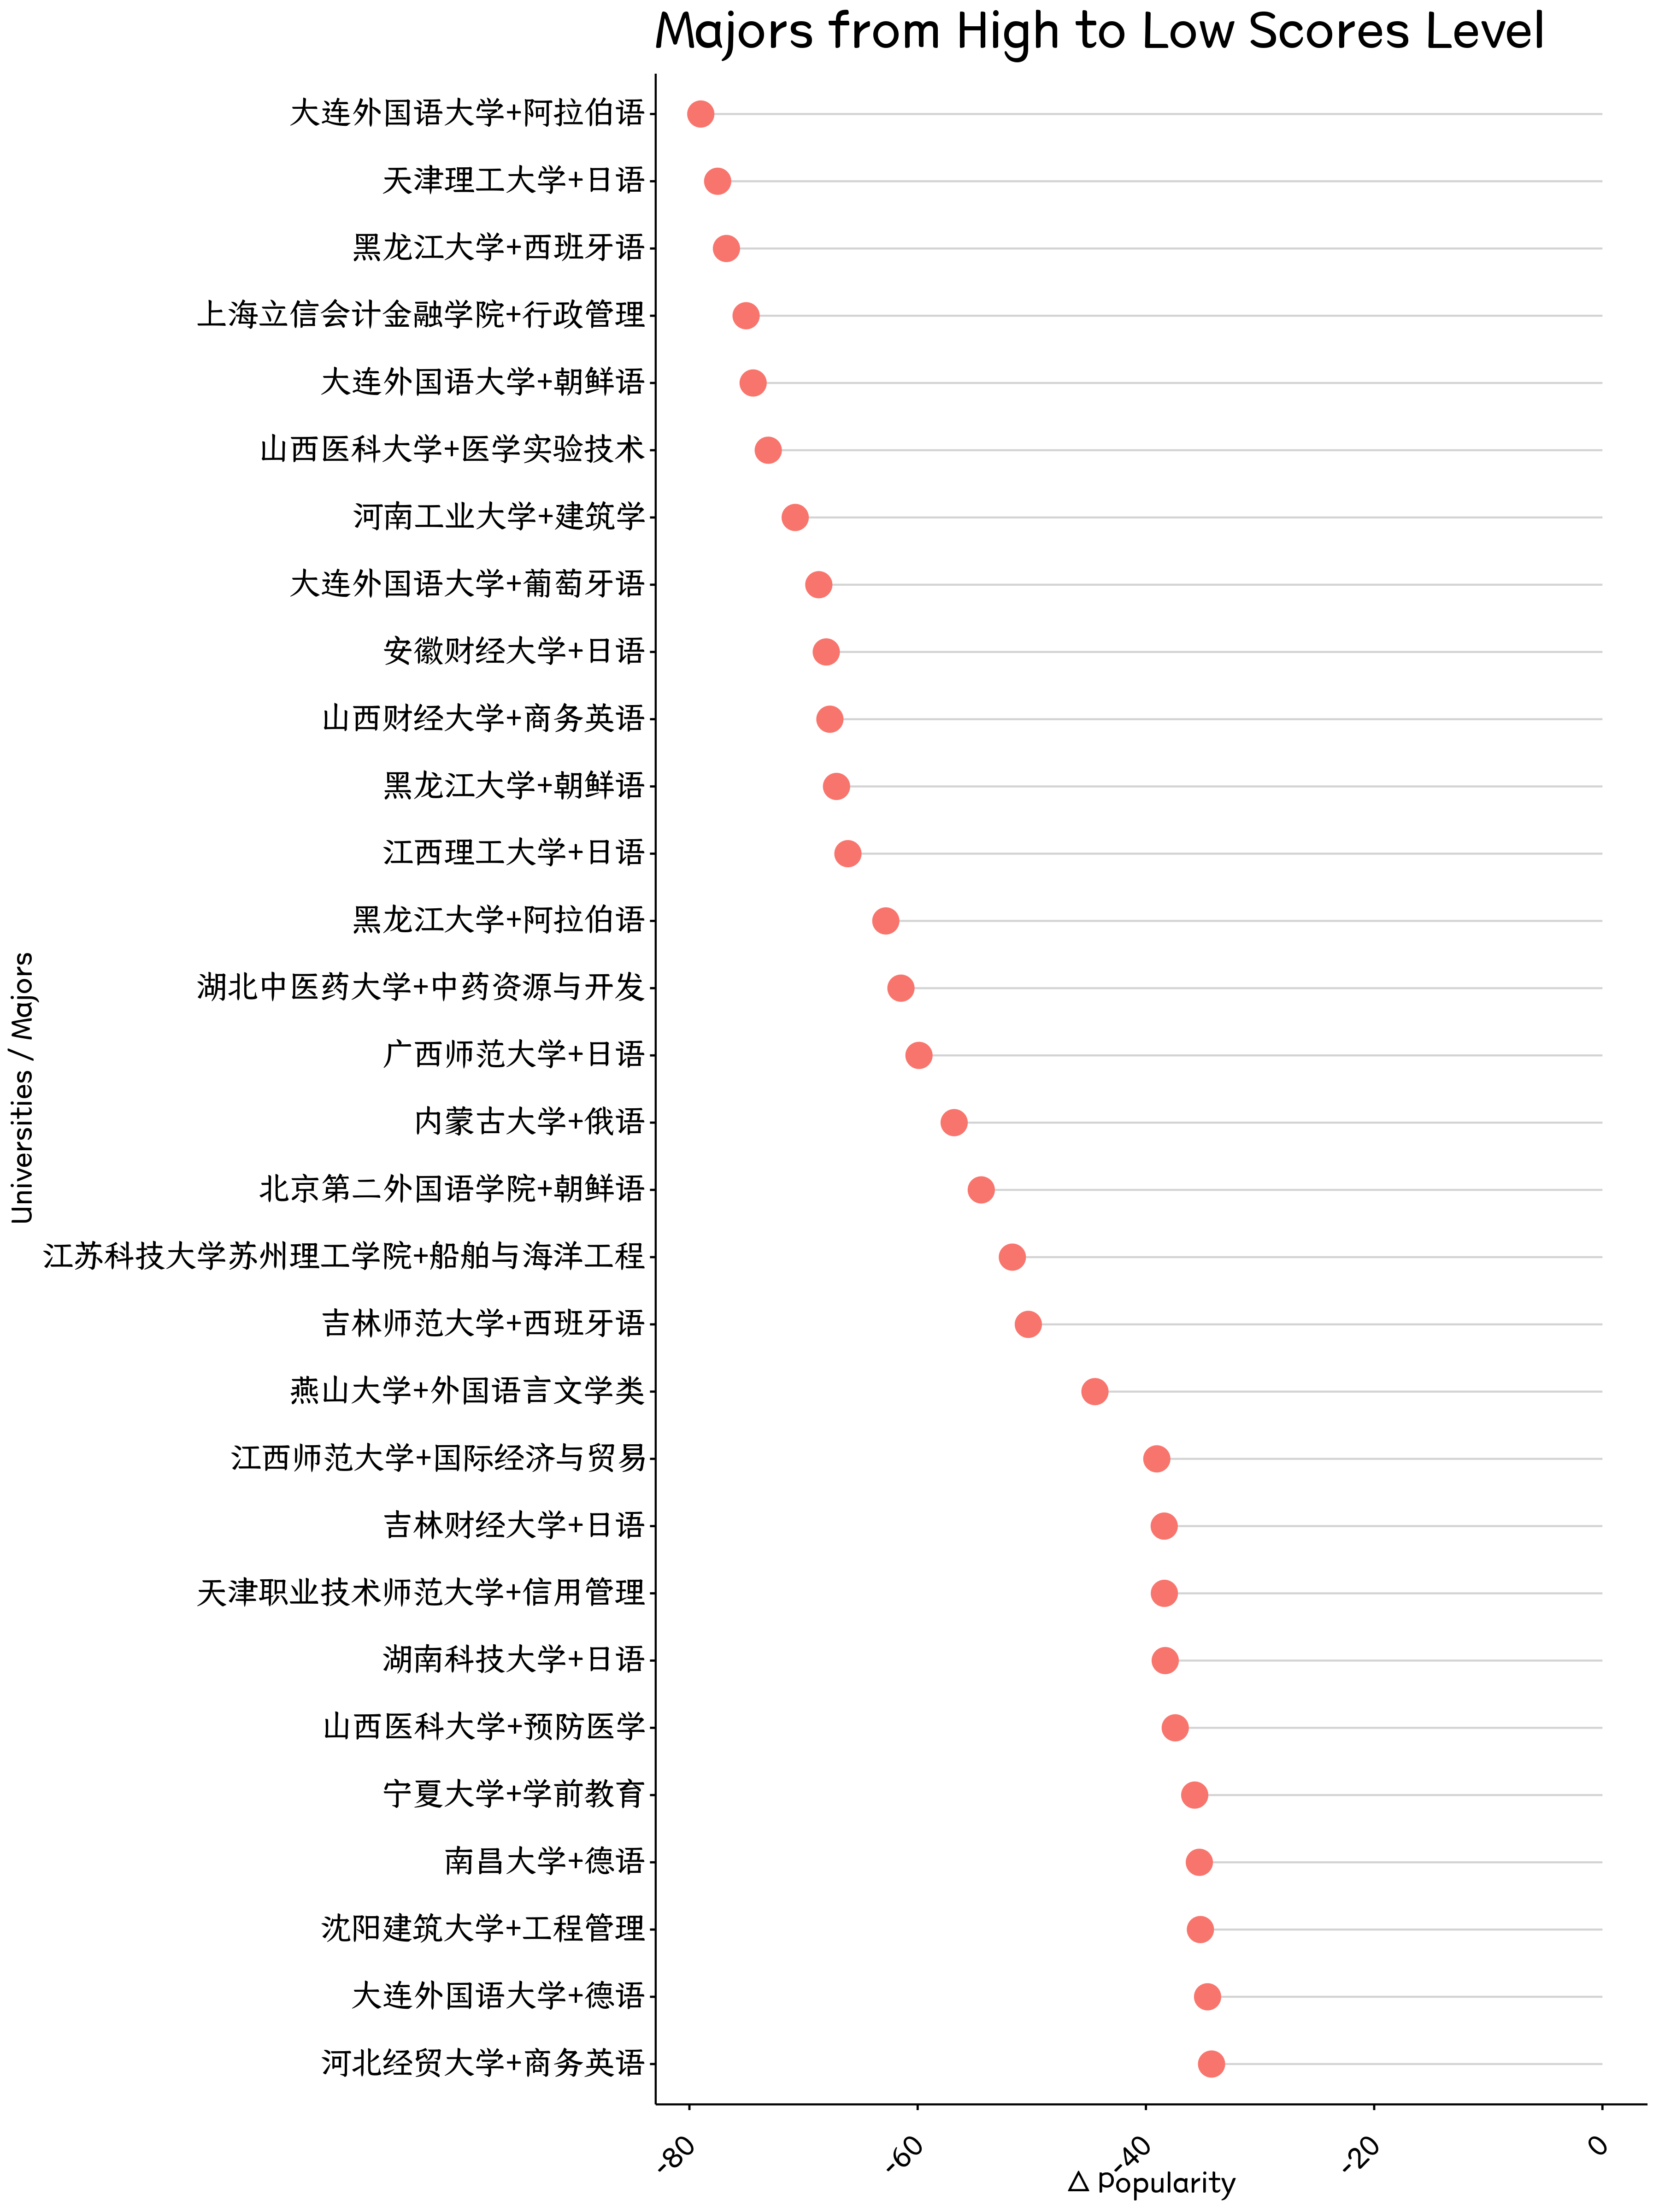 Majors from High to Low Scores Level
大连外国语大学+阿拉伯语
天津理工大学+日语
黑龙江大学+西班牙语
上海立信会计金融学院+行政管理
大连外国语大学+朝鲜语
山西医科大学+医学实验技术
河南工业大学+建筑学
大连外国语大学+葡萄牙语
安徽财经大学+日语
山西财经大学+商务英语
黑龙江大学+朝鲜语
江西理工大学+日语
黑龙江大学+阿拉伯语
湖北中医药大学+中药资源与开发
广西师范大学+日语
内蒙古大学+俄语
北京第二外国语学院+朝鲜语
江苏科技大学苏州理工学院+船舶与海洋工程
吉林师范大学+西班牙语
燕山大学+外国语言文学类
江西师范大学+国际经济与贸易
吉林财经大学+日语
天津职业技术师范大学+信用管理
湖南科技大学+日语
山西医科大学+预防医学
宁夏大学+学前教育
南昌大学+德语
沈阳建筑大学+工程管理
大连外国语大学+德语
河北经贸大学+商务英语
Universities / Majors
-80 -60 -40 -20 0
△ Popularity